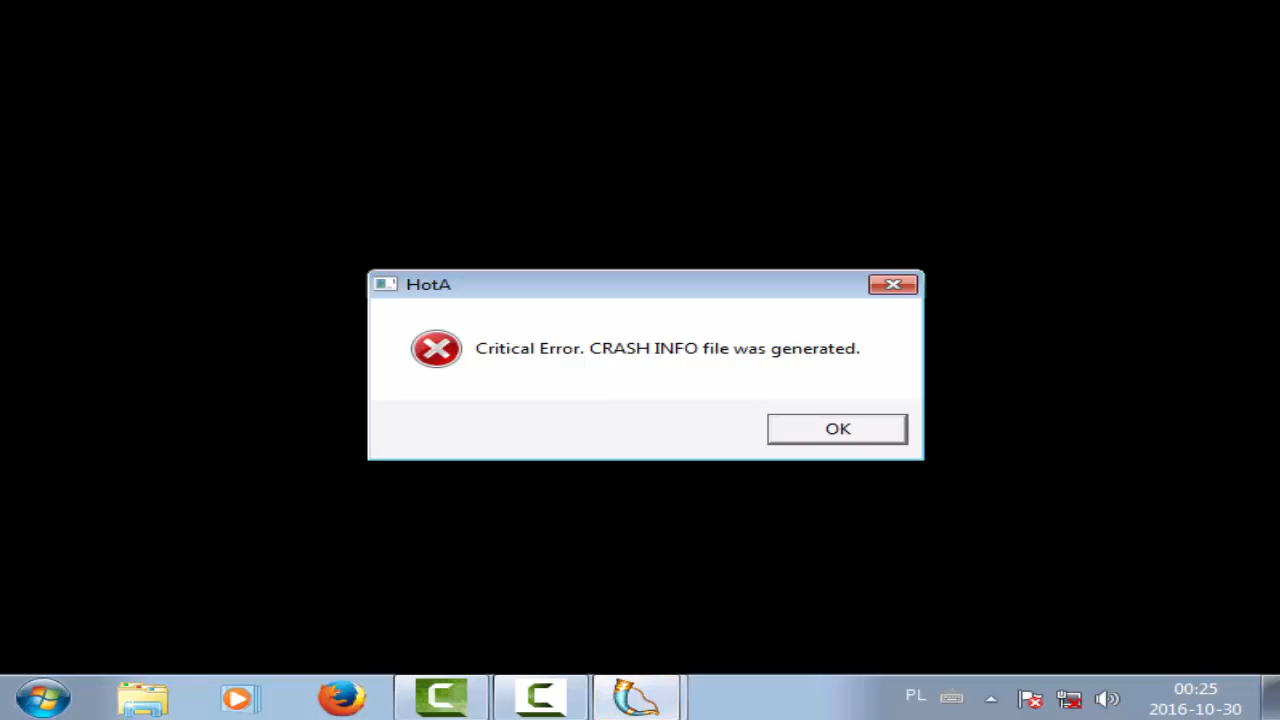 HotA
Critical Error. CRASH INFO file was generated.
OK
PL
00:25
2016-10-30